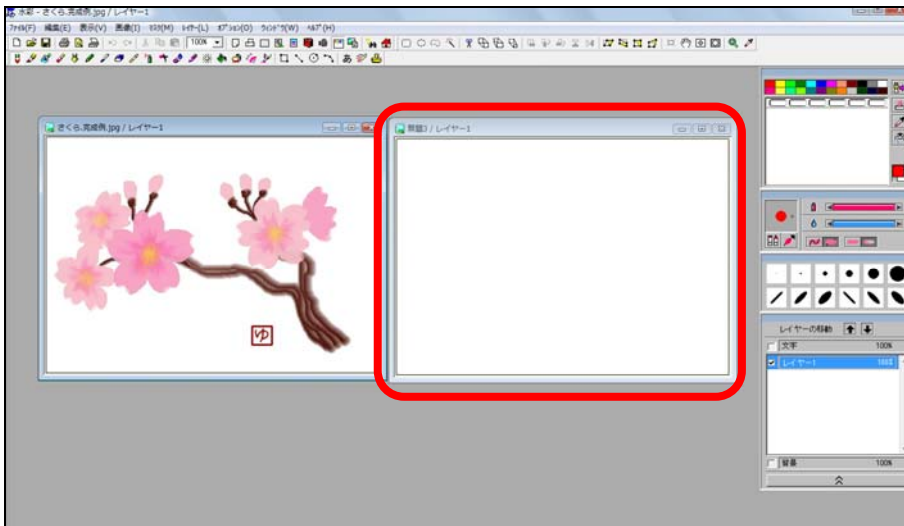 水彩 - さくら.完成例.jpg / レイヤー1
ファイル(F) 編集(E) 表示(V) 画像(I) マスク(M) レイヤー(L) オプション(O) ウィンドウ(W) ヘルプ(H)
100%
さくら.完成例.jpg / レイヤー1
無題3 / レイヤー1
ゆ
レイヤーの移動
文字 100%
レイヤー1 100%
背景 100%